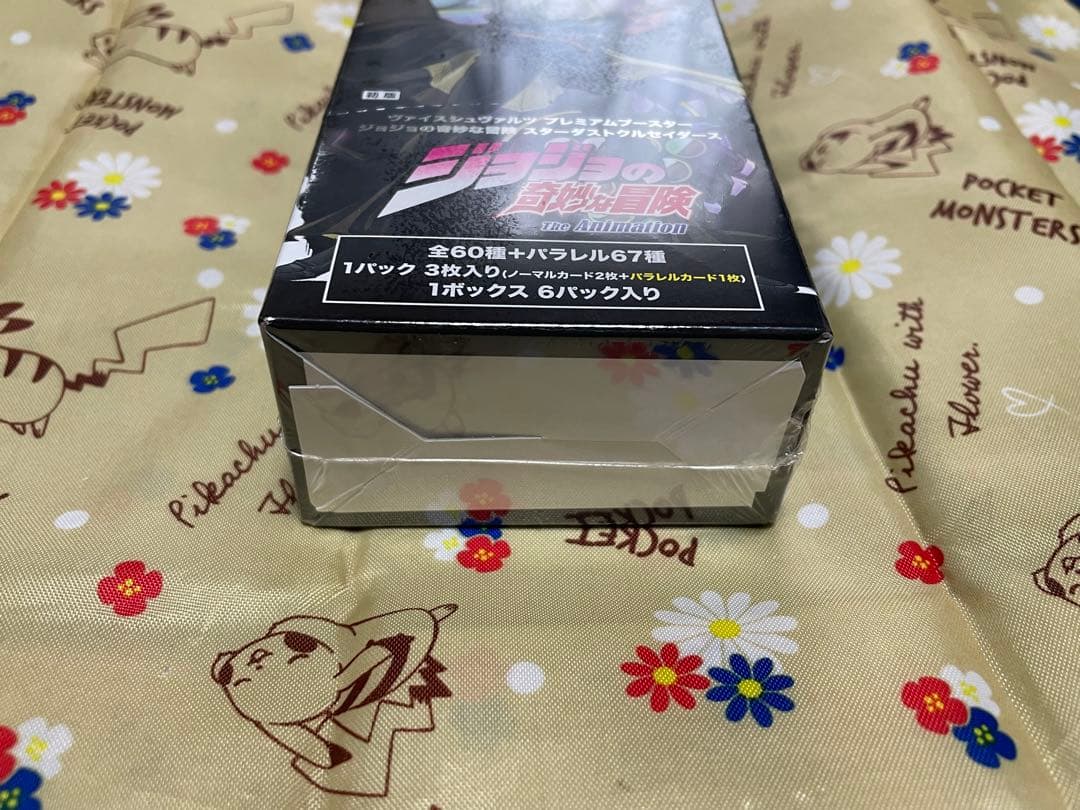 初版
ヴァイスシュヴァルツ プレミアムブースター
ジョジョの奇妙な冒険 スターダストクルセイダース
ジョジョの
奇妙な冒険
The Animation
全60種+パラレル67種
1パック 3枚入り(ノーマルカード2枚+パラレルカード1枚)
1ボックス 6パック入り
Pikachu with
Flower.
POCKET
MONSTERS
POCKET
MONSTERS
Pikachu with
Flower.
Pikachu
POCKET